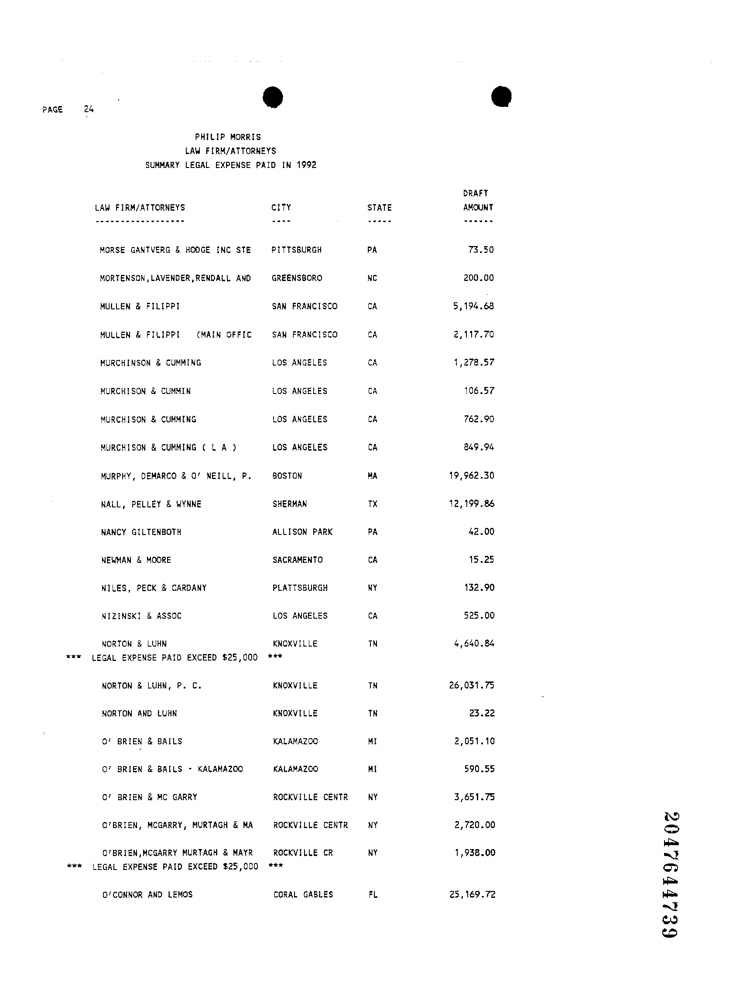 PAGE 24
PHILIP MORRIS
LAW FIRM/ATTORNEYS
SUMMARY LEGAL EXPENSE PAID IN 1992
DRAFT
LAW FIRM/ATTORNEYS CITY STATE AMOUNT
----------------- ---- ----- ------
MORSE GANTVERG & HODGE INC STE PITTSBURGH PA 73.50
MORTENSON,LAVENDER,RENDALL AND GREENSBORO NC 200.00
MULLEN & FILIPPI SAN FRANCISCO CA 5,194.68
MULLEN & FILIPPI (MAIN OFFIC SAN FRANCISCO CA 2,117.70
MURCHINSON & CUMMING LOS ANGELES CA 1,278.57
MURCHISON & CUMMIN LOS ANGELES CA 106.57
MURCHISON & CUMMING LOS ANGELES CA 762.90
MURCHISON & CUMMING ( L A ) LOS ANGELES CA 849.94
MURPHY, DEMARCO & O' NEILL, P. BOSTON MA 19,962.30
NALL, PELLEY & WYNNE SHERMAN TX 12,199.86
NANCY GILTENBOTH ALLISON PARK PA 42.00
NEWMAN & MOORE SACRAMENTO CA 15.25
NILES, PECK & CARDANY PLATTSBURGH NY 132.90
NIZINSKI & ASSOC LOS ANGELES CA 525.00
NORTON & LUHN KNOXVILLE TN 4,640.84
*** LEGAL EXPENSE PAID EXCEED $25,000 ***
NORTON & LUHN, P. C. KNOXVILLE TN 26,031.75
NORTON AND LUHN KNOXVILLE TN 23.22
O' BRIEN & BAILS KALAMAZOO MI 2,051.10
O' BRIEN & BAILS - KALAMAZOO KALAMAZOO MI 590.55
O' BRIEN & MC GARRY ROCKVILLE CENTR NY 3,651.75
O'BRIEN, MCGARRY, MURTAGH & MA ROCKVILLE CENTR NY 2,720.00
O'BRIEN,MCGARRY MURTAGH & MAYR ROCKVILLE CR NY 1,938.00
*** LEGAL EXPENSE PAID EXCEED $25,000 ***
O'CONNOR AND LEMOS CORAL GABLES FL 25,169.72
2047644739